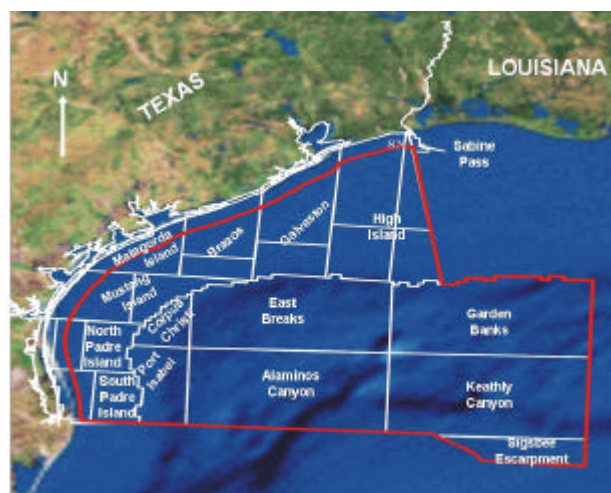 LOUISIANA
N
TEXAS
Sabine
Pass
High
Island
Galveston
Brazos
Matagorda
Island
Mustang
Island
Corpus
Christi
East
Breaks
Garden
Banks
North
Padre
Island
Port
Isabel
South
Padre
Island
Alaminos
Canyon
Keathly
Canyon
Sigsbee
Escarpment